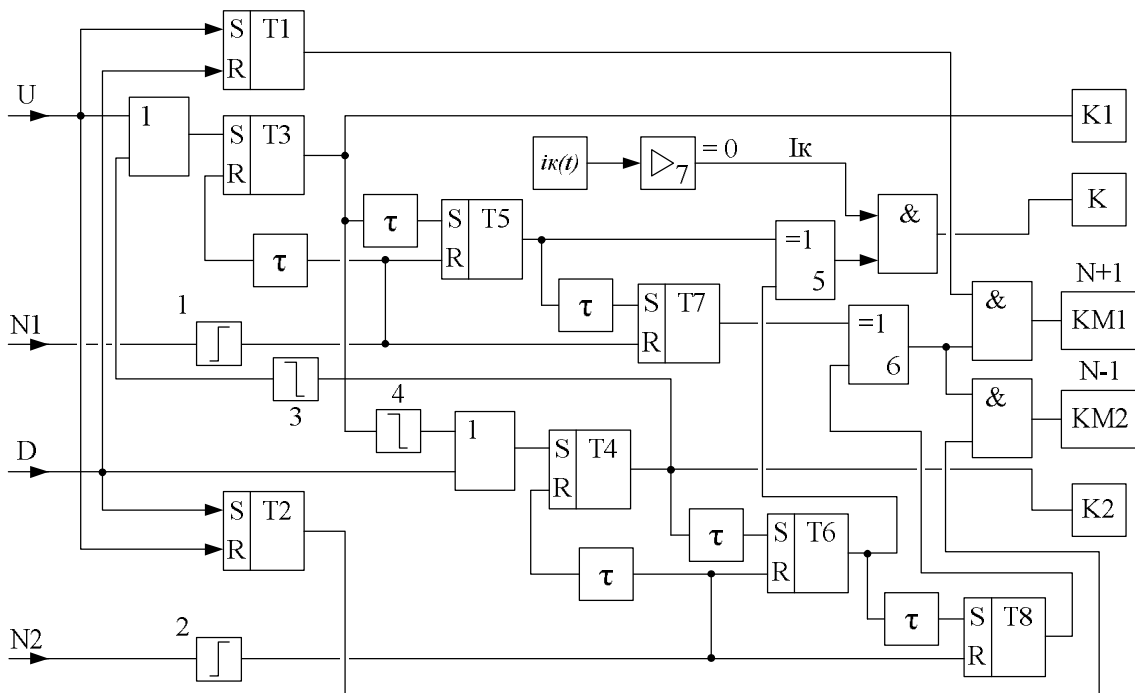 S T1
R
U
1
S T3
R
K1
iк(t)
7
= 0 Iк
&
K
τ
S T5
R
=1
5
τ
N+1
&
KM1
N1
1
τ
S T7
R
=1
6
N-1
&
KM2
3
4
1
S T4
R
D
S T2
R
K2
τ
S T6
R
τ
τ
S T8
R
N2
2